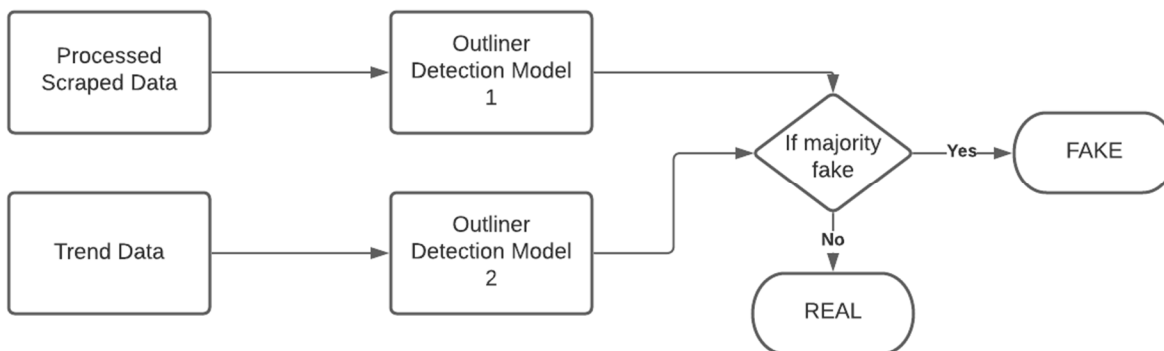 Processed
Scraped Data
Outliner
Detection Model
1
If majority
fake
Yes
FAKE
Trend Data
Outliner
Detection Model
2
No
REAL